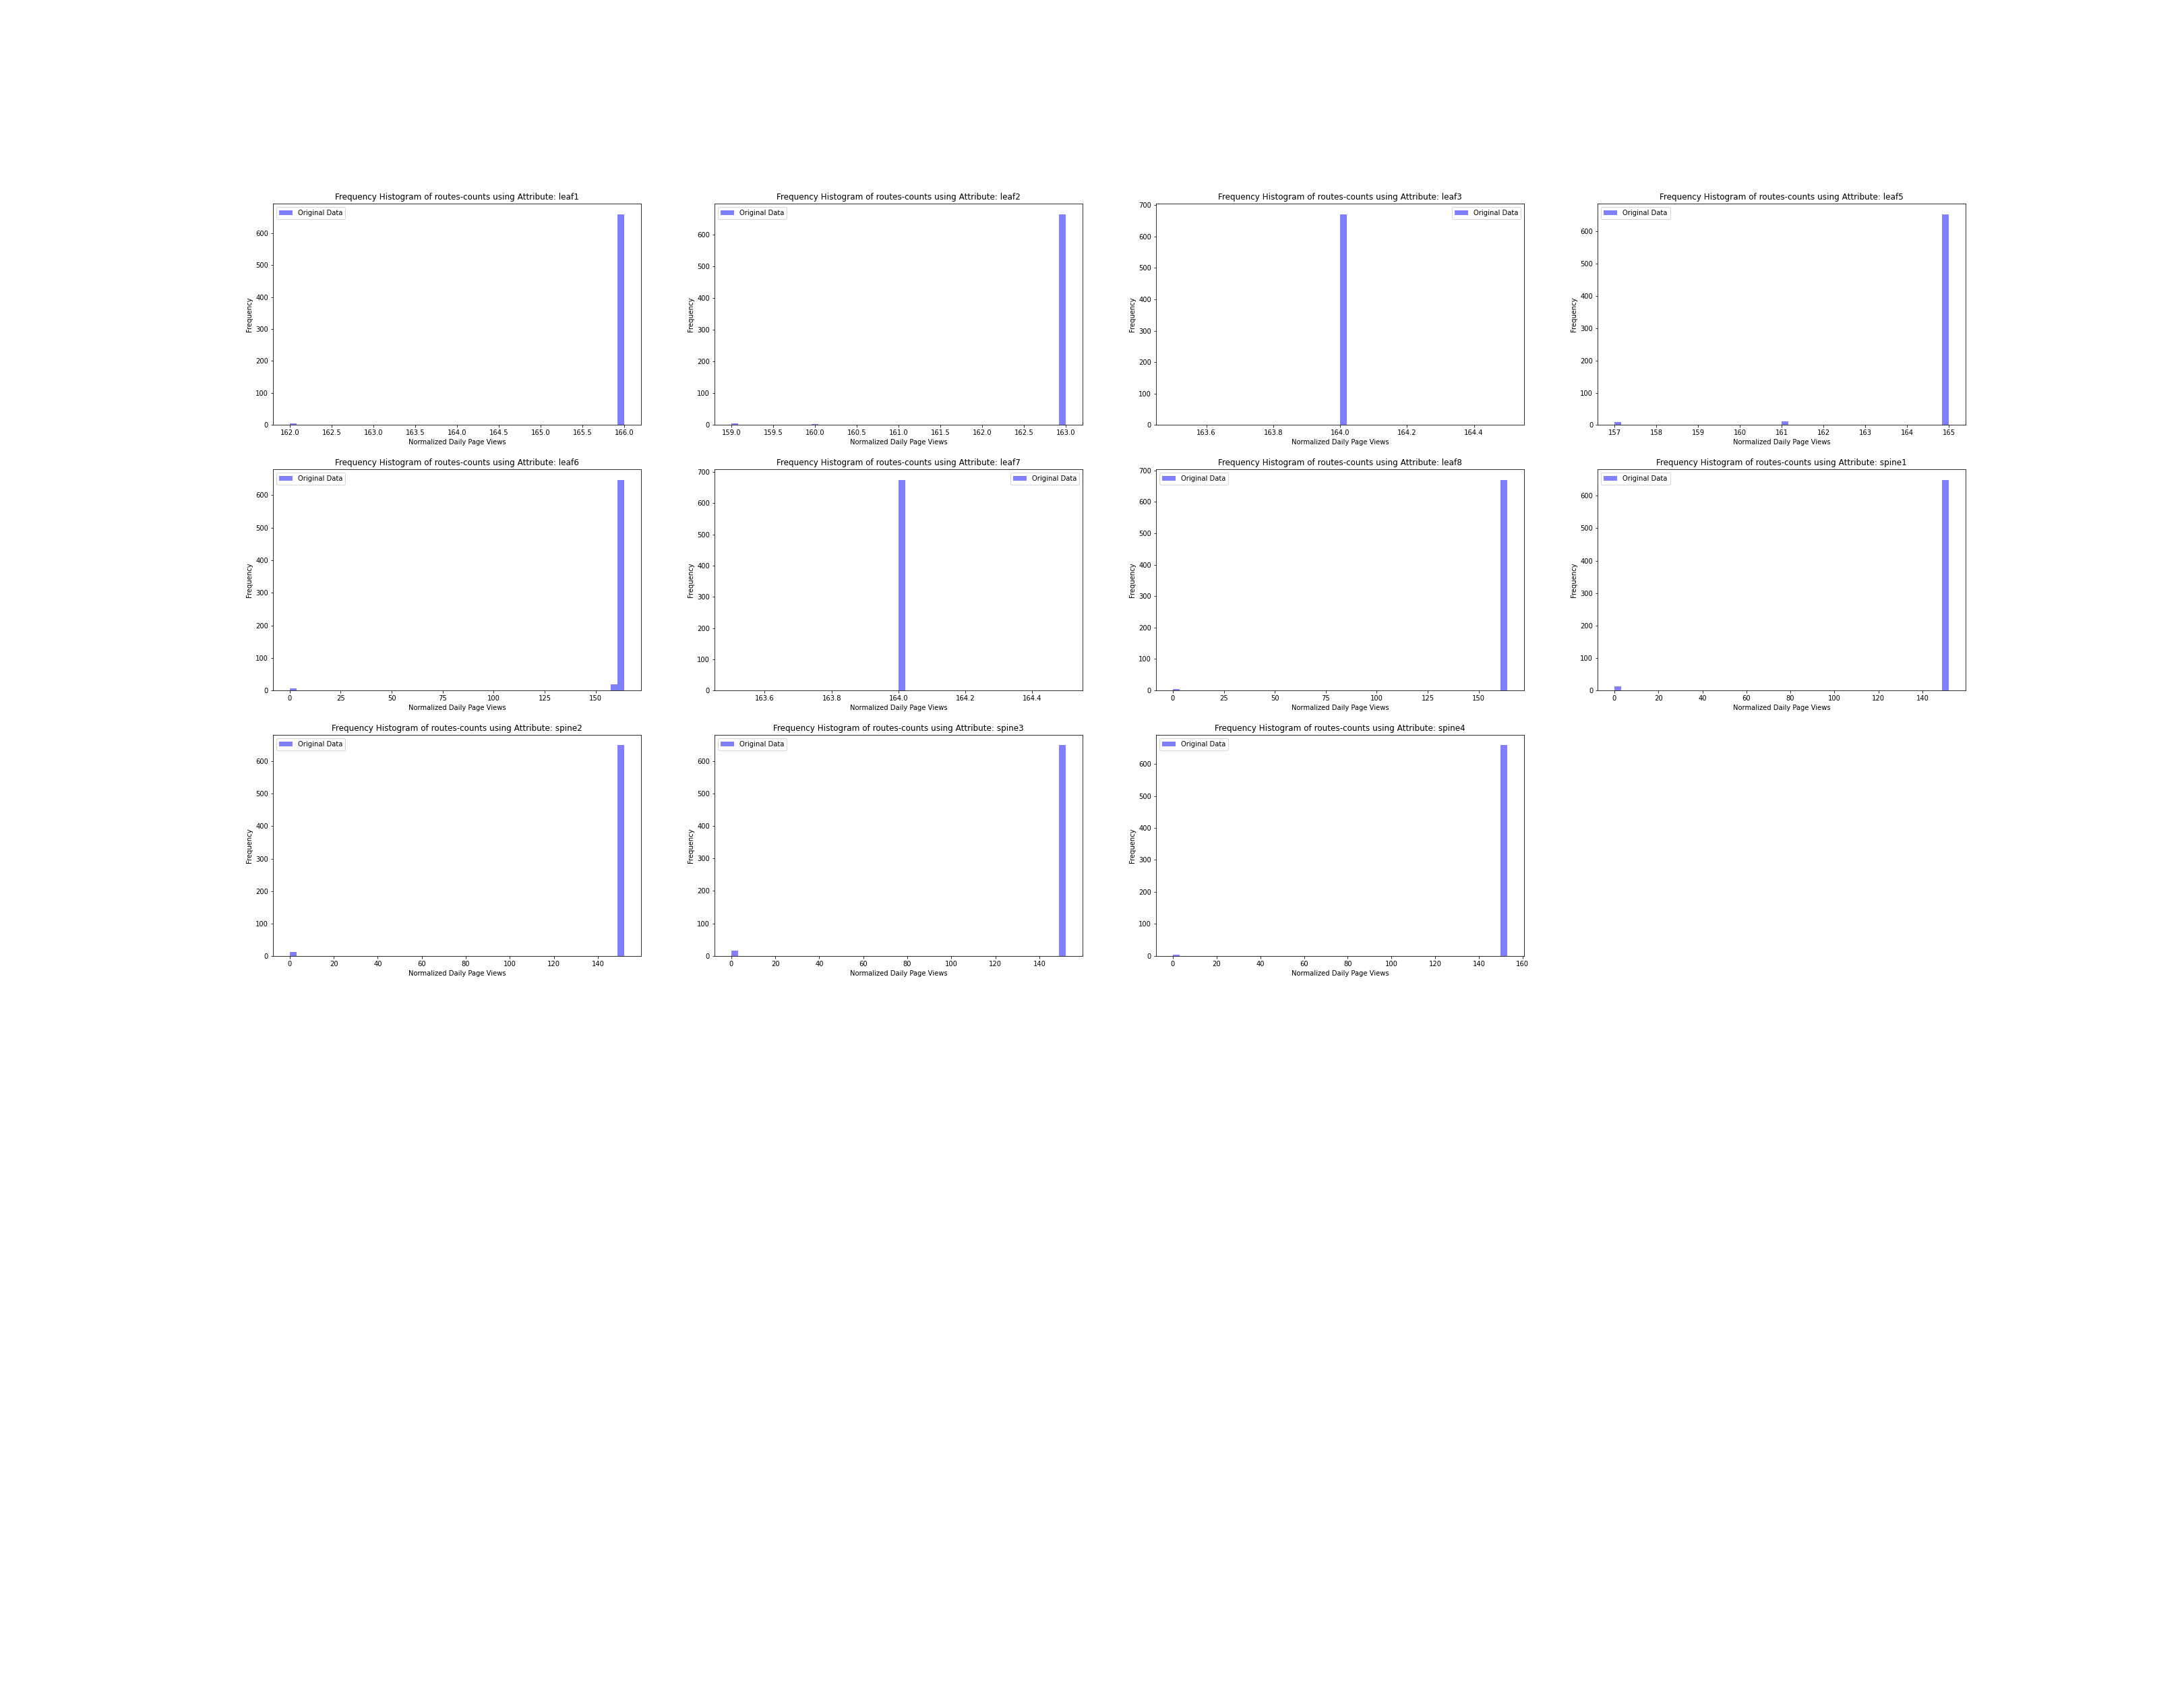 Frequency Histogram of routes-counts using Attribute: leaf1
Original Data
Frequency
600
500
400
300
200
100
0
162.0 162.5 163.0 163.5 164.0 164.5 165.0 165.5 166.0
Normalized Daily Page Views
Frequency Histogram of routes-counts using Attribute: leaf2
Original Data
Frequency
600
500
400
300
200
100
0
159.0 159.5 160.0 160.5 161.0 161.5 162.0 162.5 163.0
Normalized Daily Page Views
Frequency Histogram of routes-counts using Attribute: leaf3
Original Data
Frequency
700
600
500
400
300
200
100
0
163.6 163.8 164.0 164.2 164.4
Normalized Daily Page Views
Frequency Histogram of routes-counts using Attribute: leaf5
Original Data
Frequency
600
500
400
300
200
100
0
157 158 159 160 161 162 163 164 165
Normalized Daily Page Views
Frequency Histogram of routes-counts using Attribute: leaf6
Original Data
Frequency
600
500
400
300
200
100
0
0 25 50 75 100 125 150
Normalized Daily Page Views
Frequency Histogram of routes-counts using Attribute: leaf7
Original Data
Frequency
700
600
500
400
300
200
100
0
163.6 163.8 164.0 164.2 164.4
Normalized Daily Page Views
Frequency Histogram of routes-counts using Attribute: leaf8
Original Data
Frequency
700
600
500
400
300
200
100
0
0 25 50 75 100 125 150
Normalized Daily Page Views
Frequency Histogram of routes-counts using Attribute: spine1
Original Data
Frequency
600
500
400
300
200
100
0
0 20 40 60 80 100 120 140
Normalized Daily Page Views
Frequency Histogram of routes-counts using Attribute: spine2
Original Data
Frequency
600
500
400
300
200
100
0
0 20 40 60 80 100 120 140
Normalized Daily Page Views
Frequency Histogram of routes-counts using Attribute: spine3
Original Data
Frequency
600
500
400
300
200
100
0
0 20 40 60 80 100 120 140
Normalized Daily Page Views
Frequency Histogram of routes-counts using Attribute: spine4
Original Data
Frequency
600
500
400
300
200
100
0
0 20 40 60 80 100 120 140 160
Normalized Daily Page Views